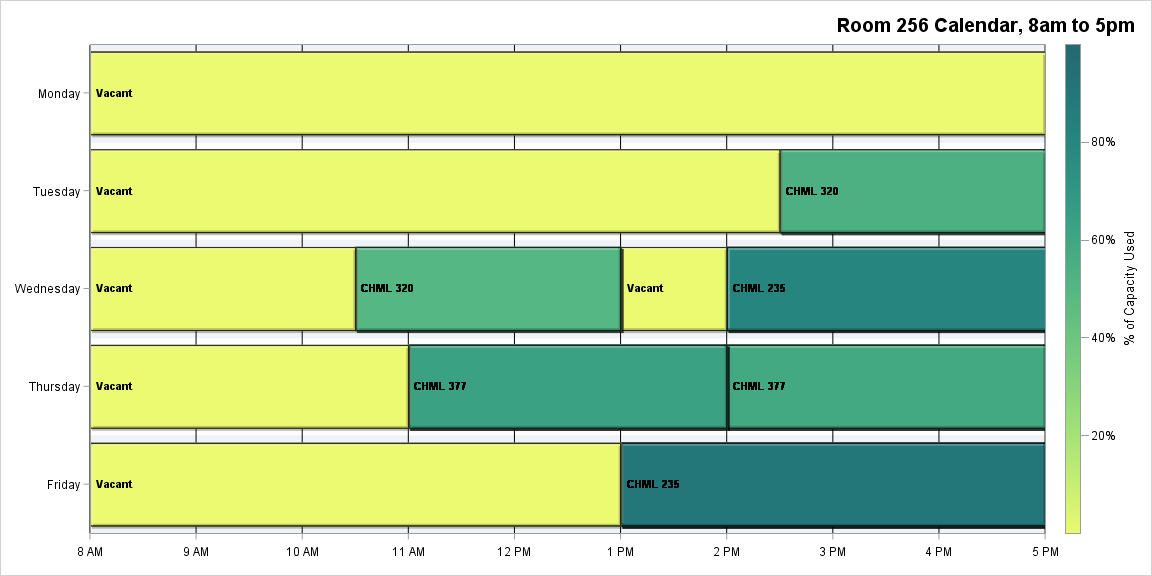 Room 256 Calendar, 8am to 5pm
Monday
Vacant
Tuesday
Vacant
CHML 320
Wednesday
Vacant
CHML 320
Vacant
CHML 235
Thursday
Vacant
CHML 377
CHML 377
Friday
Vacant
CHML 235
8 AM
9 AM
10 AM
11 AM
12 PM
1 PM
2 PM
3 PM
4 PM
5 PM
80%
60%
40%
20%
% of Capacity Used